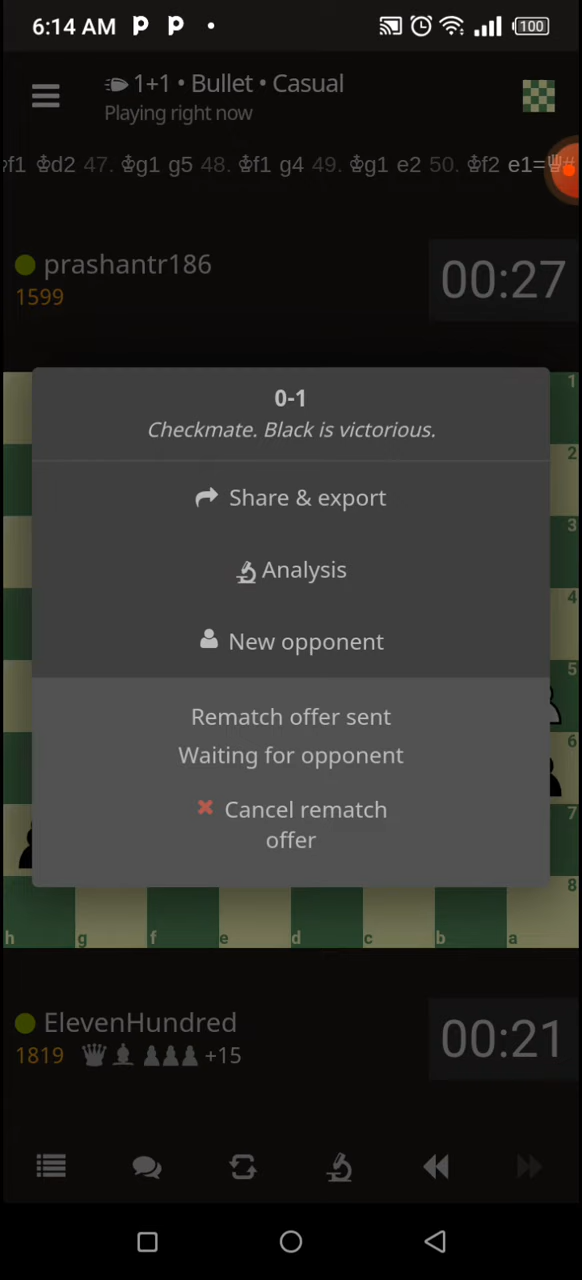 6:14 AM
100
1+1 • Bullet • Casual
Playing right now
f1 ♔d2 47. ♔g1 g5 48. ♔f1 g4 49. ♔g1 e2 50. ♔f2 e1=♕#
prashantr186
1599
00:27
0-1
Checkmate. Black is victorious.
Share & export
Analysis
New opponent
Rematch offer sent
Waiting for opponent
Cancel rematch
offer
1
2
3
4
5
6
7
8
h g f e d c b a
ElevenHundred
1819 +15
00:21